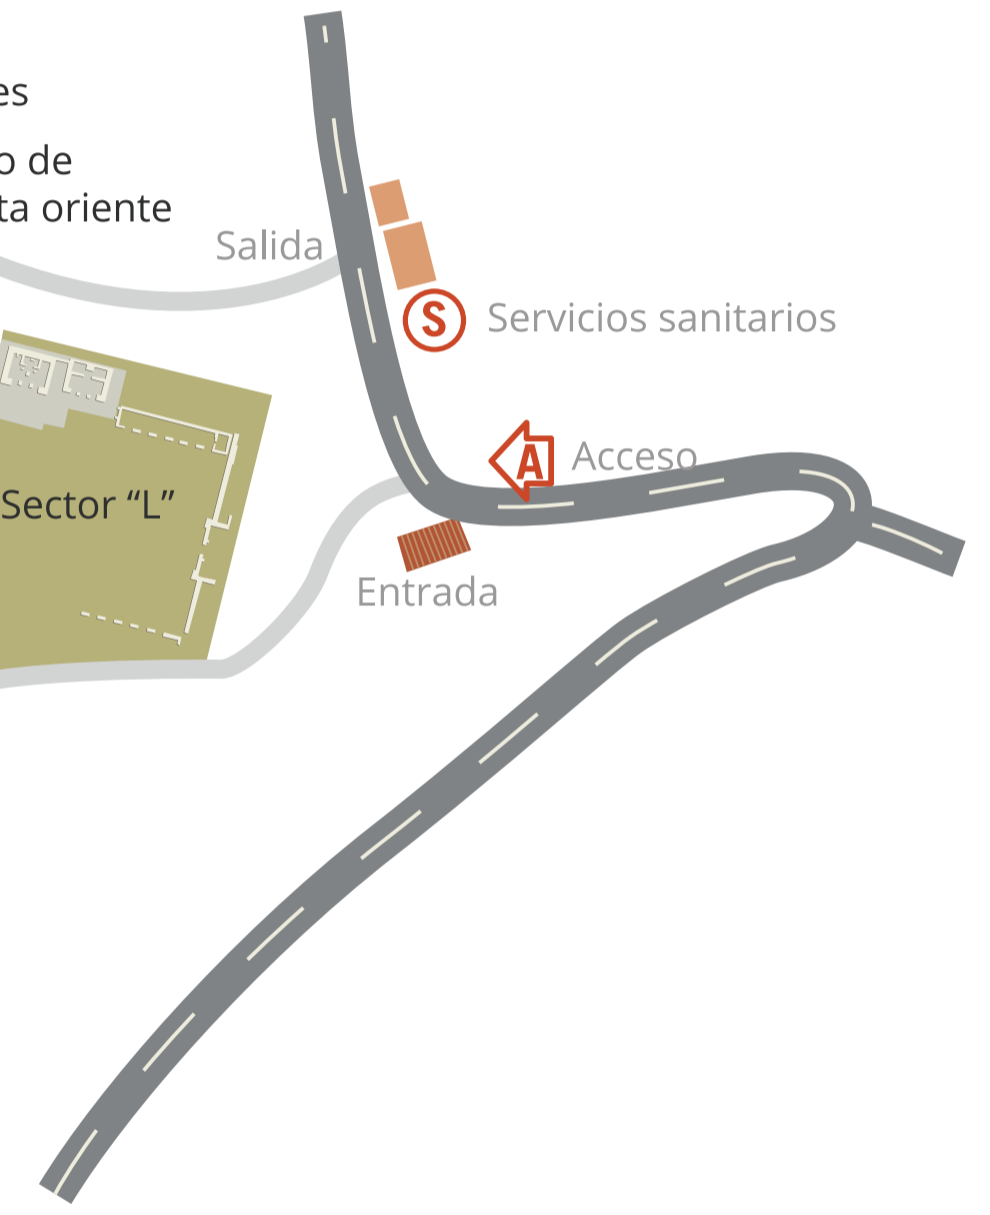 es
o de
ta oriente
Salida
S Servicios sanitarios
A Acceso
Sector “L”
Entrada